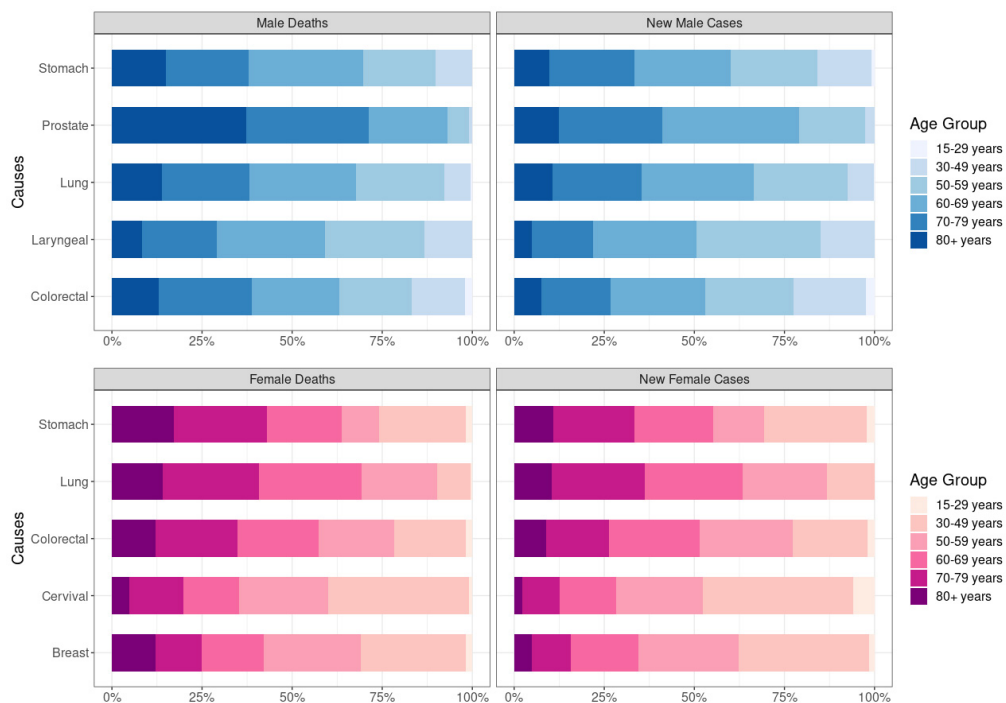 Male Deaths
New Male Cases
Causes
Stomach
Prostate
Lung
Laryngeal
Colorectal
0% 25% 50% 75% 100%
0% 25% 50% 75% 100%
Age Group
15-29 years
30-49 years
50-59 years
60-69 years
70-79 years
80+ years
Female Deaths
New Female Cases
Causes
Stomach
Lung
Colorectal
Cervival
Breast
0% 25% 50% 75% 100%
0% 25% 50% 75% 100%
Age Group
15-29 years
30-49 years
50-59 years
60-69 years
70-79 years
80+ years